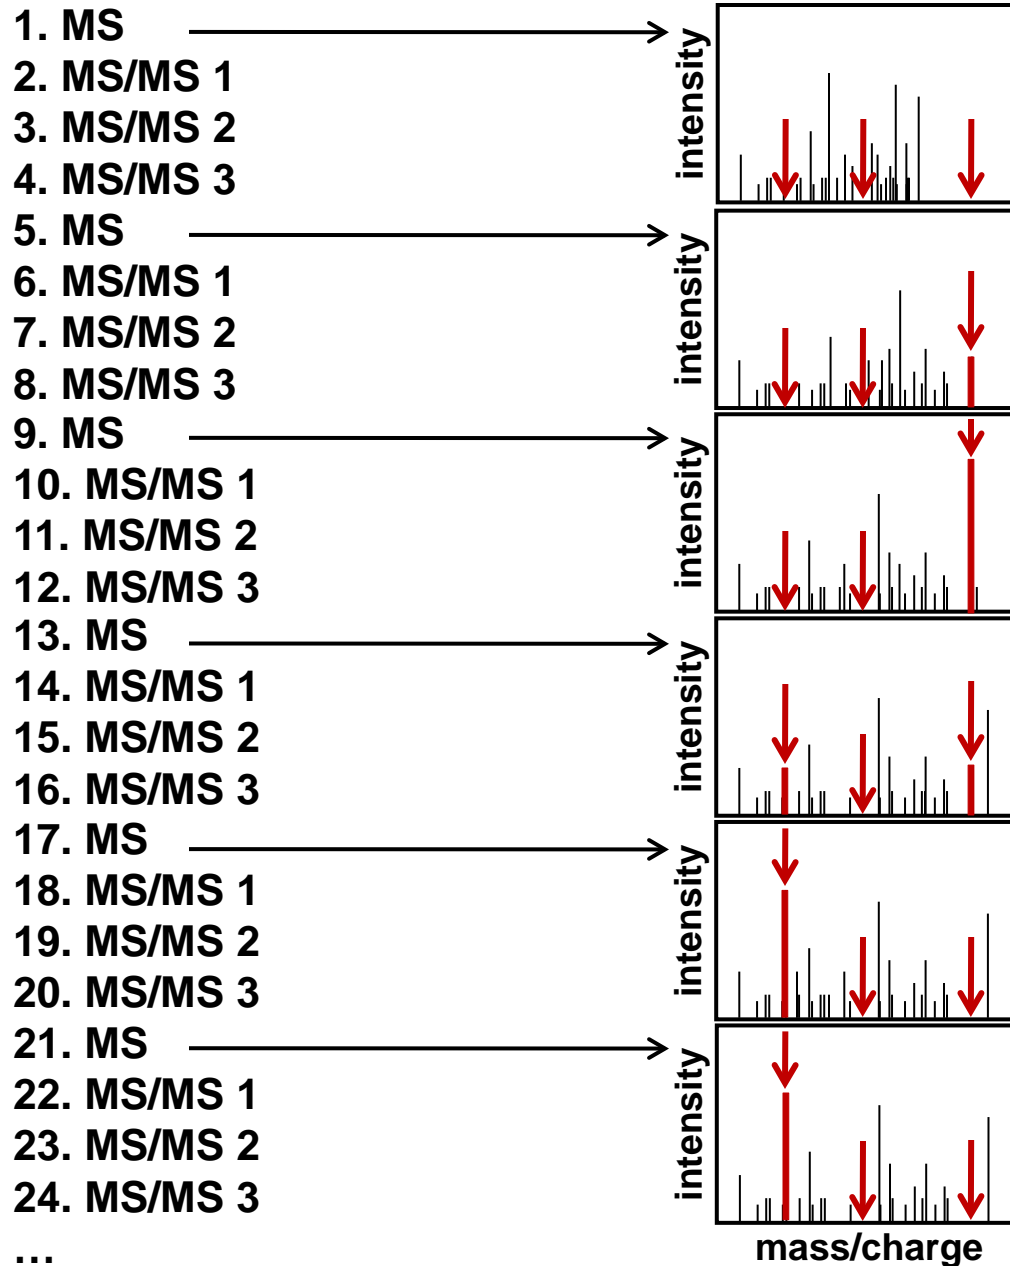 1. MS
2. MS/MS 1
3. MS/MS 2
4. MS/MS 3
5. MS
6. MS/MS 1
7. MS/MS 2
8. MS/MS 3
9. MS
10. MS/MS 1
11. MS/MS 2
12. MS/MS 3
13. MS
14. MS/MS 1
15. MS/MS 2
16. MS/MS 3
17. MS
18. MS/MS 1
19. MS/MS 2
20. MS/MS 3
21. MS
22. MS/MS 1
23. MS/MS 2
24. MS/MS 3
...
intensity
intensity
intensity
intensity
intensity
intensity
mass/charge